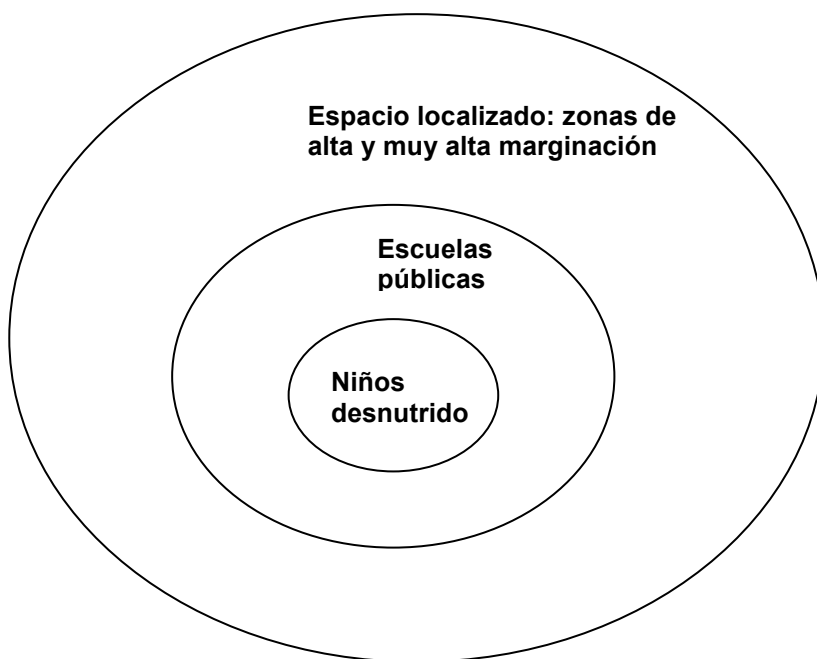 Espacio localizado: zonas de
alta y muy alta marginación
Escuelas
públicas
Niños
desnutrido